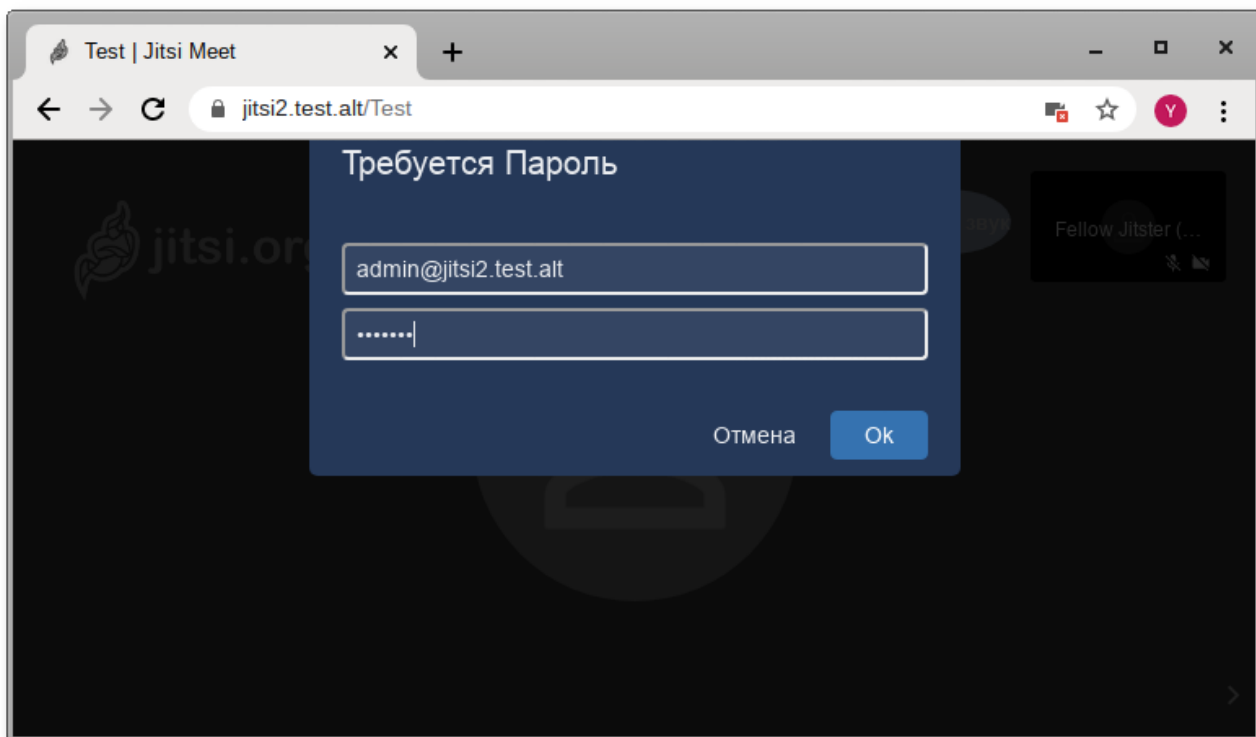 Test | Jitsi Meet
jitsi2.test.alt/Test
Y
Требуется Пароль
jitsi.org
звук
Fellow Jitster (...
admin@jitsi2.test.alt
•••••••
Отмена
Ok